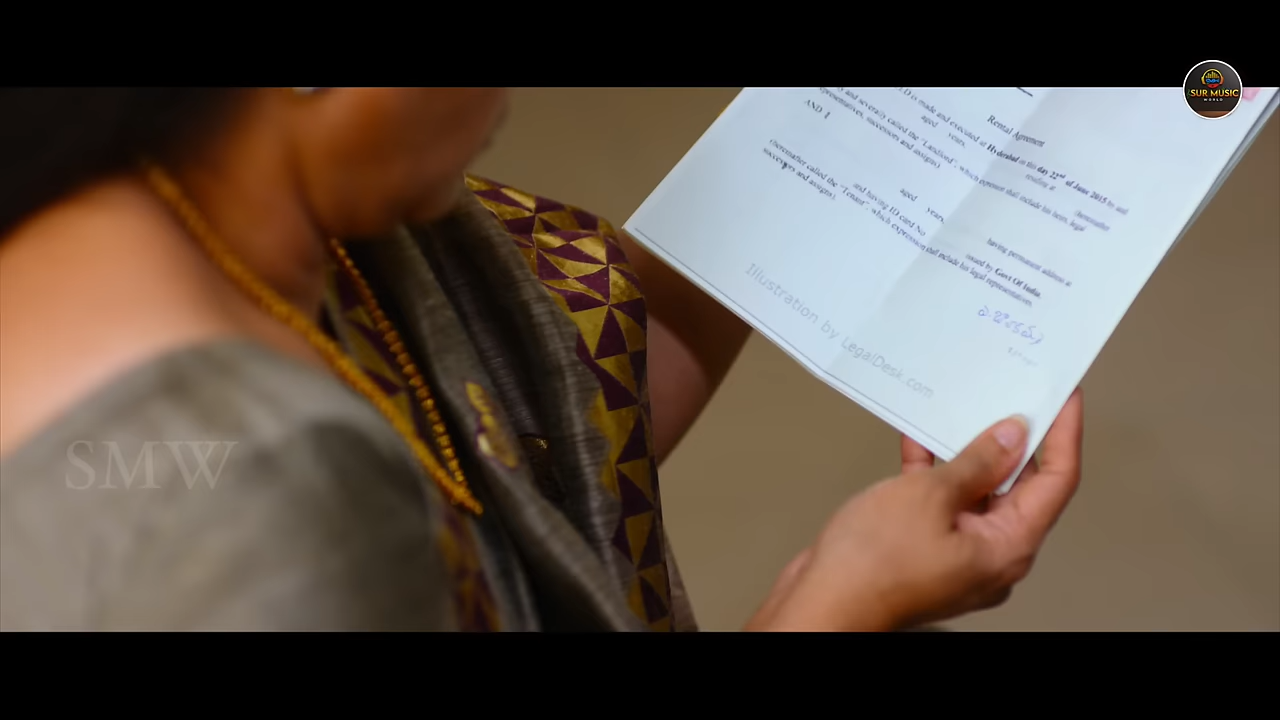 SUR MUSIC
WORLD
Rental Agreement
D is made and executed at Hyderabad on this day 22nd of June 2015 by and
aged years, residing at (hereinafter
y and severally called the "Landlord", which expression shall include his heirs, legal
representatives, successors and assigns)
AND
aged years, having permanent address at
and having ID card No issued by Govt Of India.
(hereinafter called the "Tenant", which expression shall include his legal representatives,
successors and assigns).
Illustration by LegalDesk.com
SMW